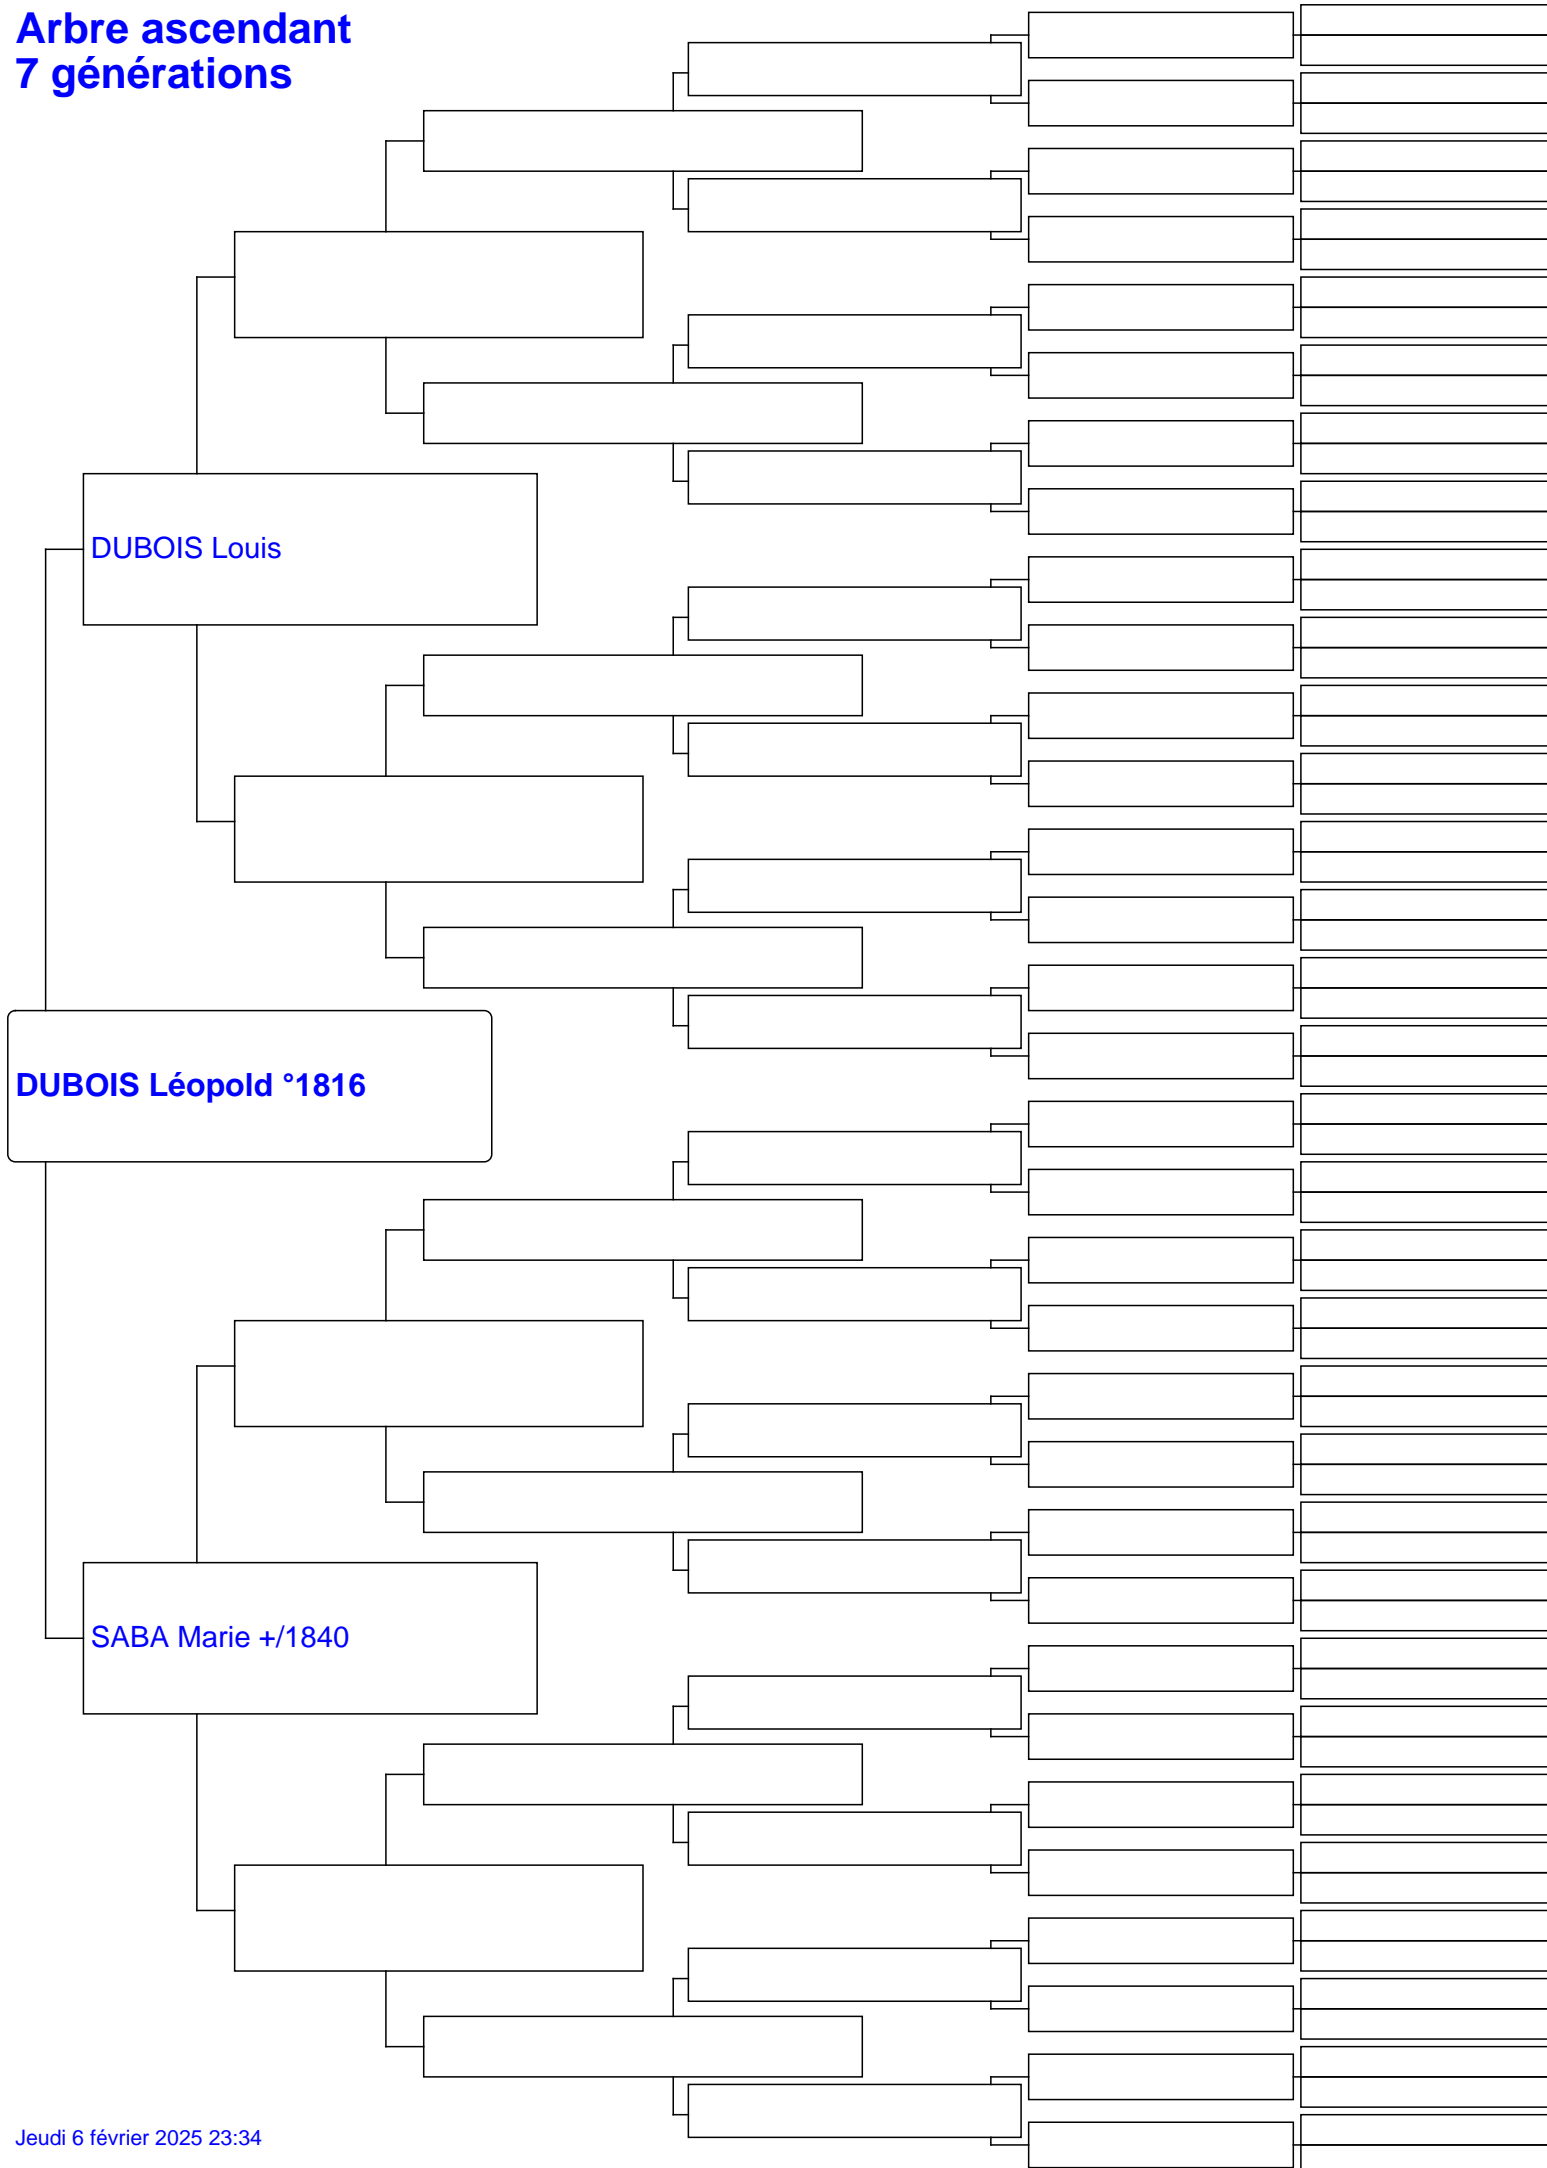 Arbre ascendant
7 générations
DUBOIS Louis
DUBOIS Léopold °1816
SABA Marie +/1840
Jeudi 6 février 2025 23:34